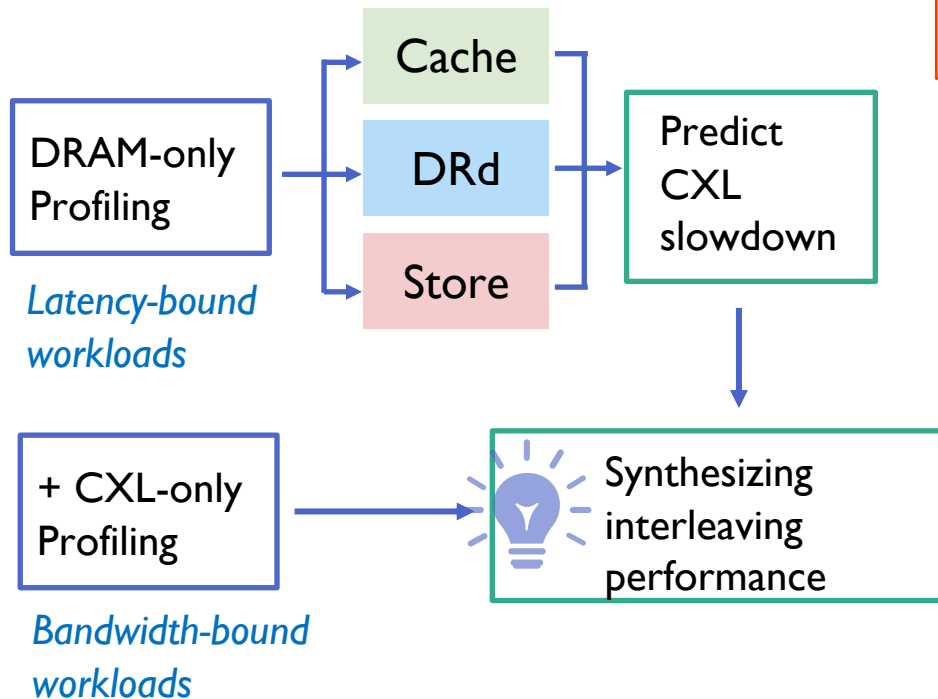 Cache
DRAM-only
Profiling
DRd
Store
Predict
CXL
slowdown
Latency-bound
workloads
+ CXL-only
Profiling
Synthesizing
interleaving
performance
Bandwidth-bound
workloads